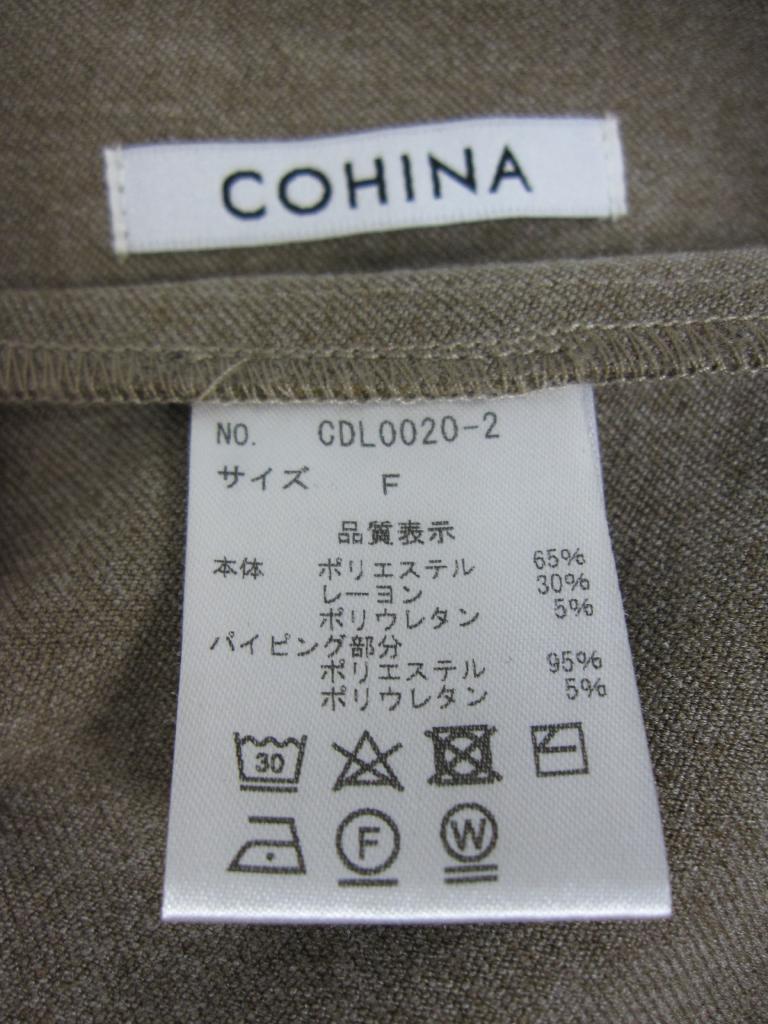 COHINA
NO. CDL0020-2
サイズ F
品質表示
本体 ポリエステル 65%
レーヨン 30%
ポリウレタン 5%
パイピング部分
ポリエステル 95%
ポリウレタン 5%
30
F W